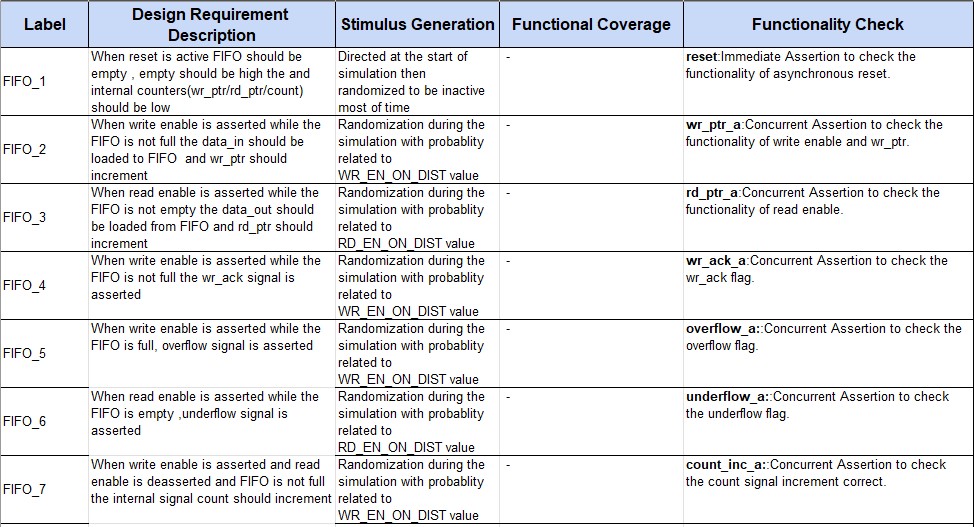 Label
Design Requirement
Description
Stimulus Generation
Functional Coverage
Functionality Check
FIFO_1
When reset is active FIFO should be
empty , empty should be high the and
internal counters(wr_ptr/rd_ptr/count)
should be low
Directed at the start of
simulation then
randomized to be inactive
most of time
-
reset:Immediate Assertion to check the
functionality of asynchronous reset.
FIFO_2
When write enable is asserted while the
FIFO is not full the data_in should be
loaded to FIFO  and wr_ptr should
increment
Randomization during the
simulation with probablity
related to
WR_EN_ON_DIST value
-
wr_ptr_a:Concurrent Assertion to check the
functionality of write enable and wr_ptr.
FIFO_3
When read enable is asserted while the
FIFO is not empty the data_out should
be loaded from FIFO and rd_ptr should
increment
Randomization during the
simulation with probablity
related to
RD_EN_ON_DIST value
-
rd_ptr_a:Concurrent Assertion to check the
functionality of read enable.
FIFO_4
When write enable is asserted while the
FIFO is not full the wr_ack signal is
asserted
Randomization during the
simulation with probablity
related to
WR_EN_ON_DIST value
-
wr_ack_a:Concurrent Assertion to check the
wr_ack flag.
FIFO_5
When write enable is asserted while the
FIFO is full, overflow signal is asserted
Randomization during the
simulation with probablity
related to
WR_EN_ON_DIST value
-
overflow_a::Concurrent Assertion to check the
overflow flag.
FIFO_6
When read enable is asserted while the
FIFO is empty ,underflow signal is
asserted
Randomization during the
simulation with probablity
related to
RD_EN_ON_DIST value
-
underflow_a::Concurrent Assertion to check
the underflow flag.
FIFO_7
When write enable is asserted and read
enable is deasserted and FIFO is not full
the internal signal count should increment
Randomization during the
simulation with probablity
related to
WR_EN_ON_DIST value
-
count_inc_a::Concurrent Assertion to check
the count signal increment correct.